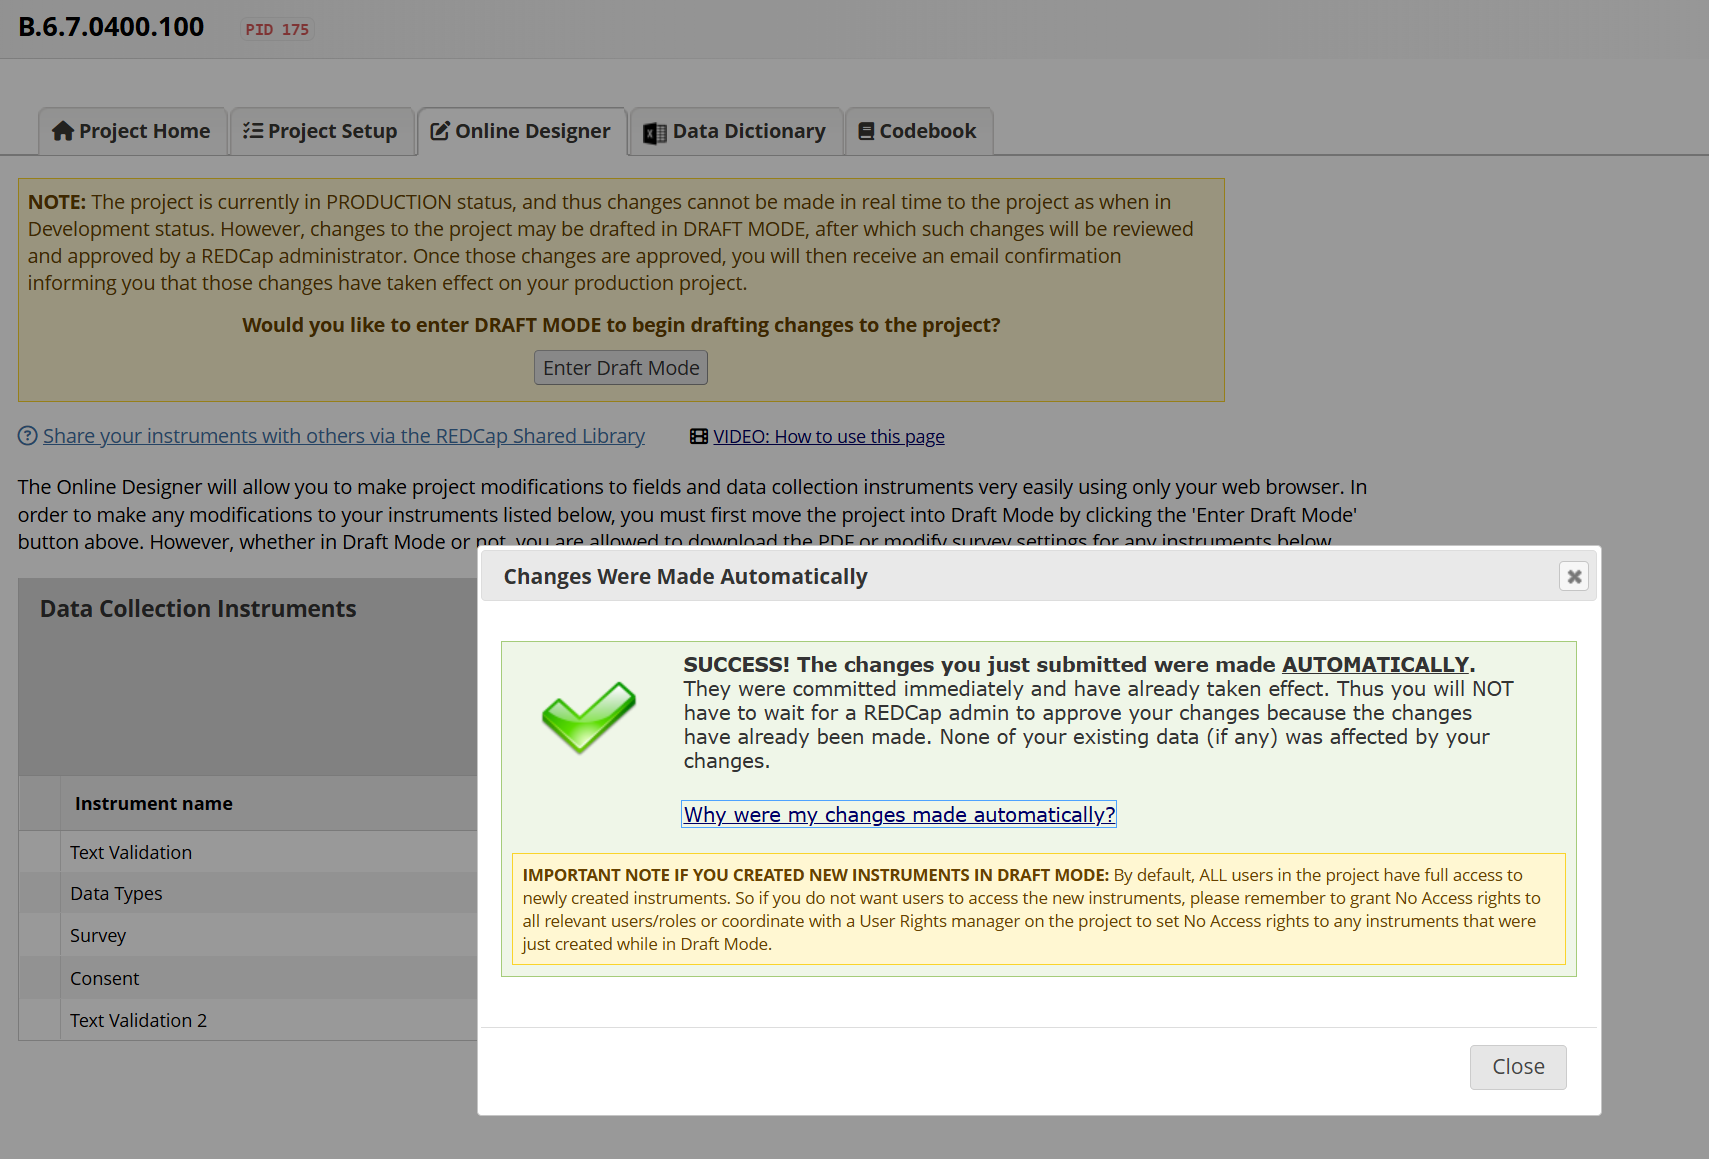 B.6.7.0400.100 PID 175
Project Home Project Setup Online Designer Data Dictionary Codebook
NOTE: The project is currently in PRODUCTION status, and thus changes cannot be made in real time to the project as when in
Development status. However, changes to the project may be drafted in DRAFT MODE, after which such changes will be reviewed
and approved by a REDCap administrator. Once those changes are approved, you will then receive an email confirmation
informing you that those changes have taken effect on your production project.
Would you like to enter DRAFT MODE to begin drafting changes to the project?
Enter Draft Mode
Share your instruments with others via the REDCap Shared Library VIDEO: How to use this page
The Online Designer will allow you to make project modifications to fields and data collection instruments very easily using only your web browser. In
order to make any modifications to your instruments listed below, you must first move the project into Draft Mode by clicking the 'Enter Draft Mode'
button above. However, whether in Draft Mode or not, you are allowed to download the PDF or modify survey settings for any instruments below
Data Collection Instruments
Instrument name
Text Validation
Data Types
Survey
Consent
Text Validation 2
Changes Were Made Automatically
SUCCESS! The changes you just submitted were made AUTOMATICALLY.
They were committed immediately and have already taken effect. Thus you will NOT
have to wait for a REDCap admin to approve your changes because the changes
have already been made. None of your existing data (if any) was affected by your
changes.
Why were my changes made automatically?
IMPORTANT NOTE IF YOU CREATED NEW INSTRUMENTS IN DRAFT MODE: By default, ALL users in the project have full access to
newly created instruments. So if you do not want users to access the new instruments, please remember to grant No Access rights to
all relevant users/roles or coordinate with a User Rights manager on the project to set No Access rights to any instruments that were
just created while in Draft Mode.
Close